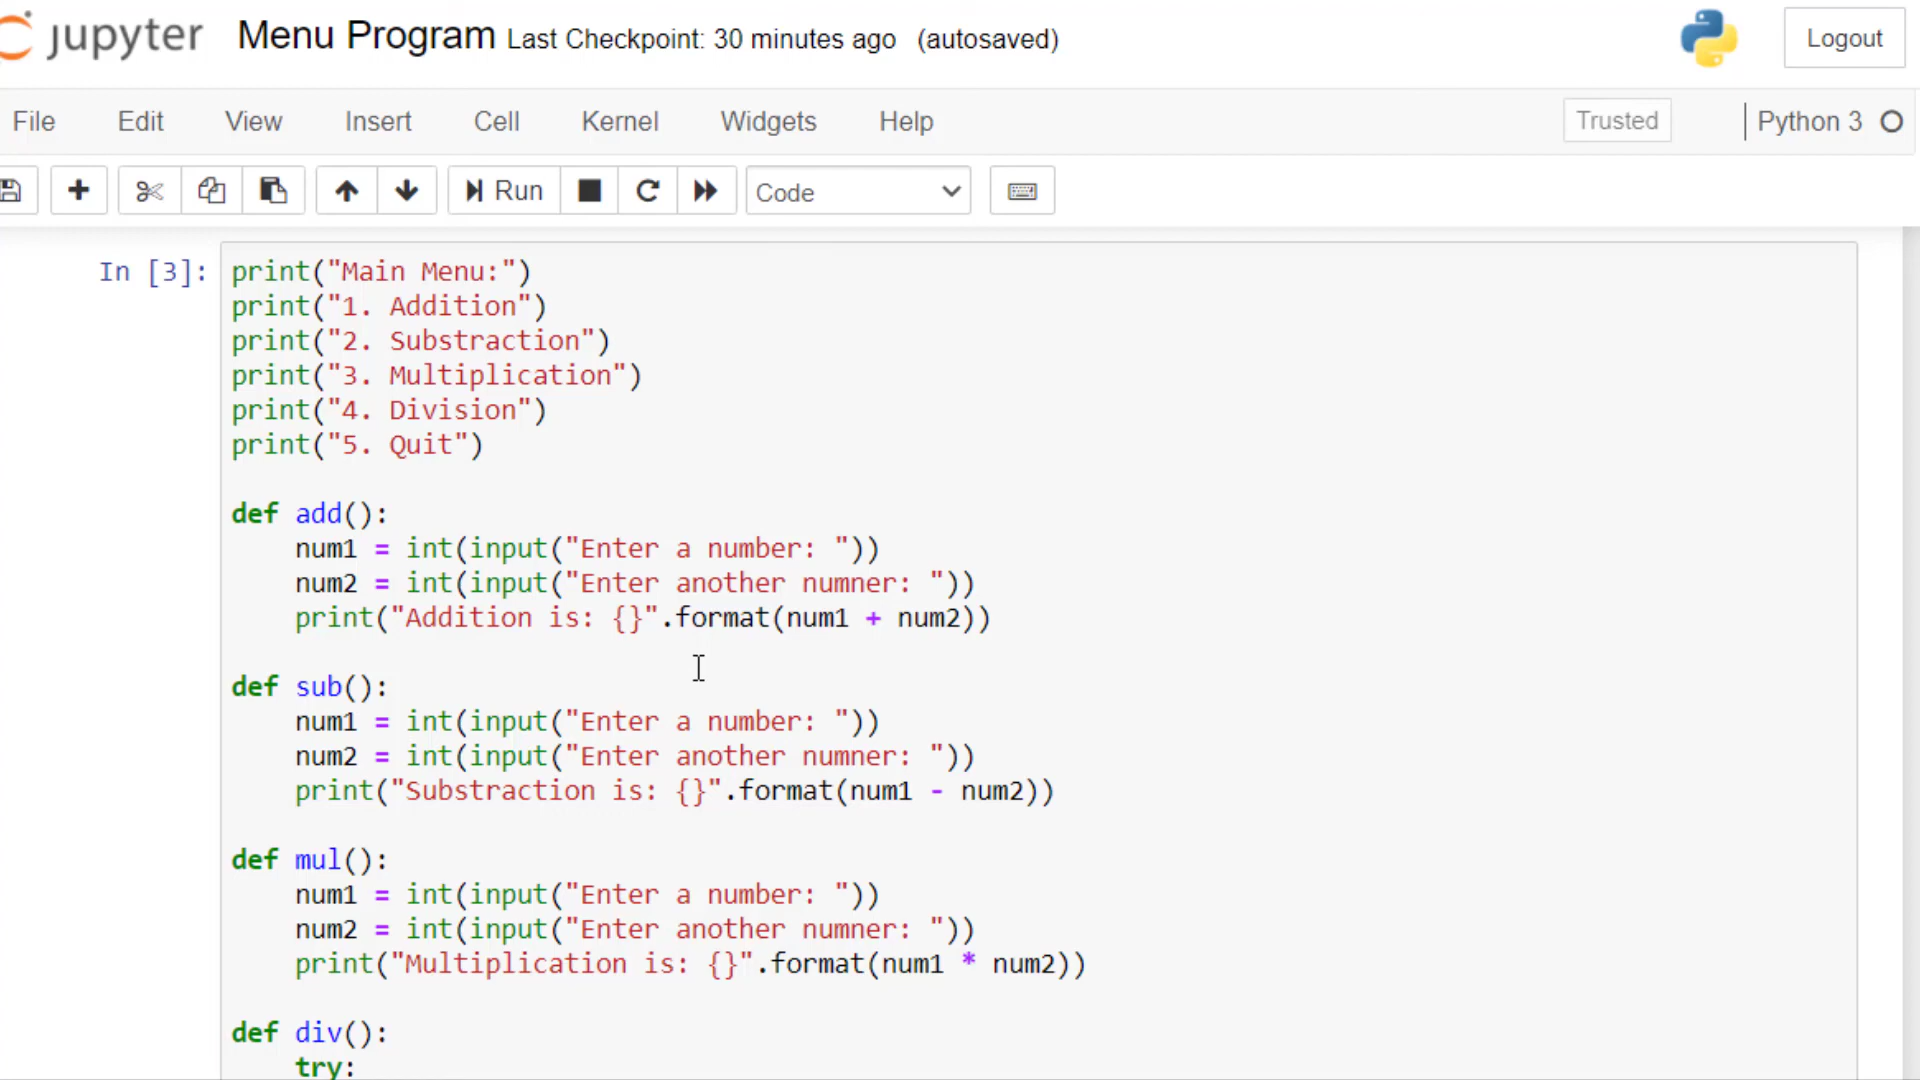 jupyter Menu Program Last Checkpoint: 30 minutes ago (autosaved) Logout
File Edit View Insert Cell Kernel Widgets Help Trusted Python 3
Run Code
In [3]: print("Main Menu:")
print("1. Addition")
print("2. Substraction")
print("3. Multiplication")
print("4. Division")
print("5. Quit")
def add():
    num1 = int(input("Enter a number: "))
    num2 = int(input("Enter another numner: "))
    print("Addition is: {}".format(num1 + num2))
def sub():
    num1 = int(input("Enter a number: "))
    num2 = int(input("Enter another numner: "))
    print("Substraction is: {}".format(num1 - num2))
def mul():
    num1 = int(input("Enter a number: "))
    num2 = int(input("Enter another numner: "))
    print("Multiplication is: {}".format(num1 * num2))
def div():
    try: